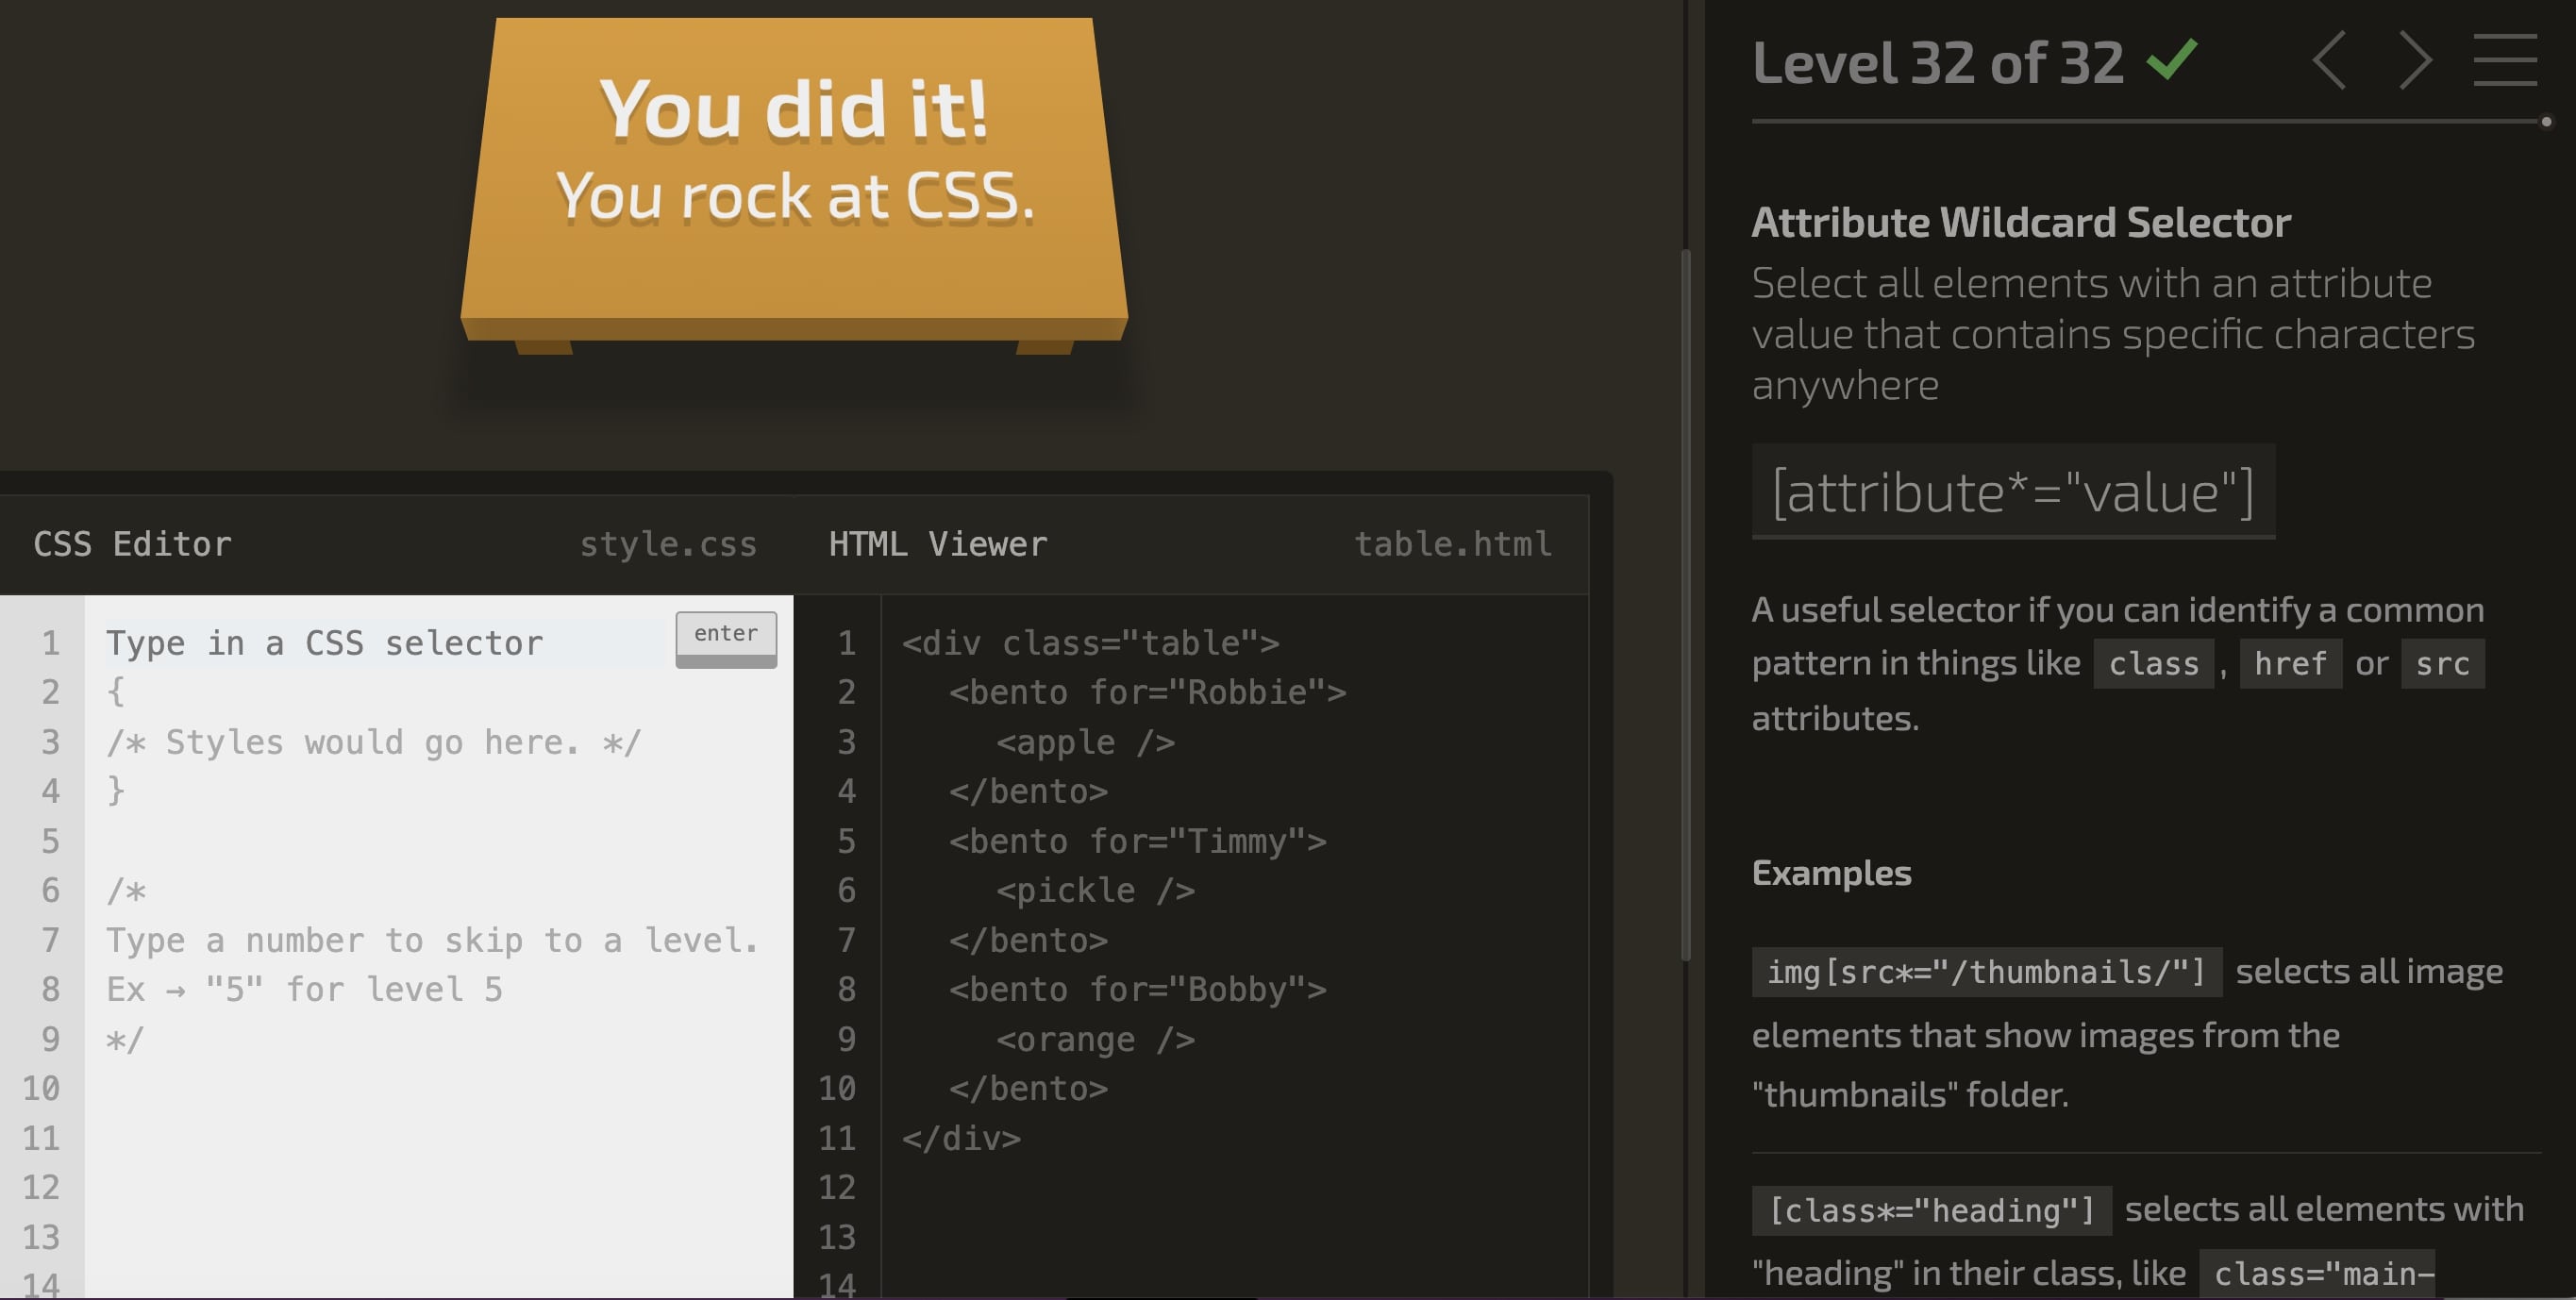 You did it!
You rock at CSS.
CSS Editor style.css
1 Type in a CSS selector enter
2 {
3 /* Styles would go here. */
4 }
5
6 /*
7 Type a number to skip to a level.
8 Ex → "5" for level 5
9 */
10
11
12
13
14
HTML Viewer table.html
1 <div class="table">
2 <bento for="Robbie">
3 <apple />
4 </bento>
5 <bento for="Timmy">
6 <pickle />
7 </bento>
8 <bento for="Bobby">
9 <orange />
10 </bento>
11 </div>
12
13
14
Level 32 of 32
Attribute Wildcard Selector
Select all elements with an attribute
value that contains specific characters
anywhere
[attribute*="value"]
A useful selector if you can identify a common
pattern in things like class , href or src
attributes.
Examples
img[src*="/thumbnails/"] selects all image
elements that show images from the
"thumbnails" folder.
[class*="heading"] selects all elements with
"heading" in their class, like class="main-